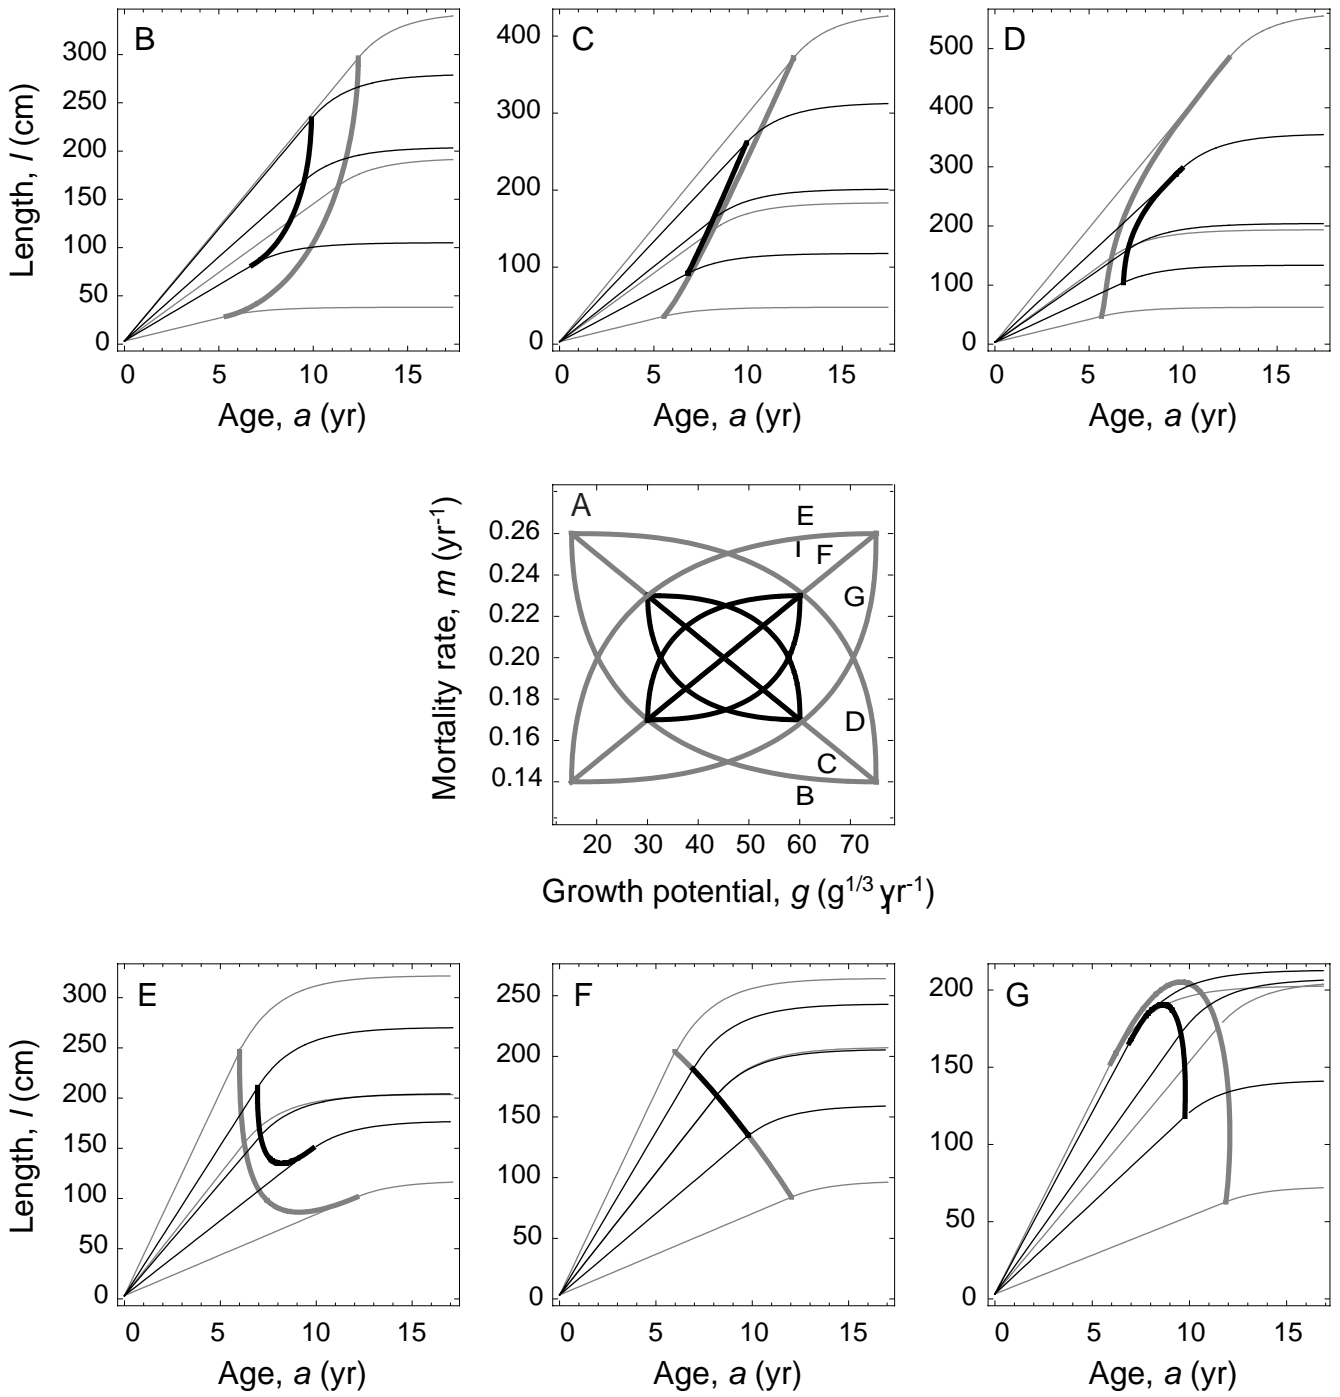 B
C
D
Length, l (cm)
300
250
200
150
100
50
0
400
300
200
100
0
500
400
300
200
100
0
0 5 10 15
0 5 10 15
0 5 10 15
Age, a (yr)
Age, a (yr)
Age, a (yr)
A
E
I
F
G
D
C
B
Mortality rate, m (yr-1)
0.26
0.24
0.22
0.20
0.18
0.16
0.14
20 30 40 50 60 70
Growth potential, g (g1/3 yr-1)
E
F
G
Length, l (cm)
300
250
200
150
100
50
0
250
200
150
100
50
0
200
150
100
50
0
0 5 10 15
0 5 10 15
0 5 10 15
Age, a (yr)
Age, a (yr)
Age, a (yr)